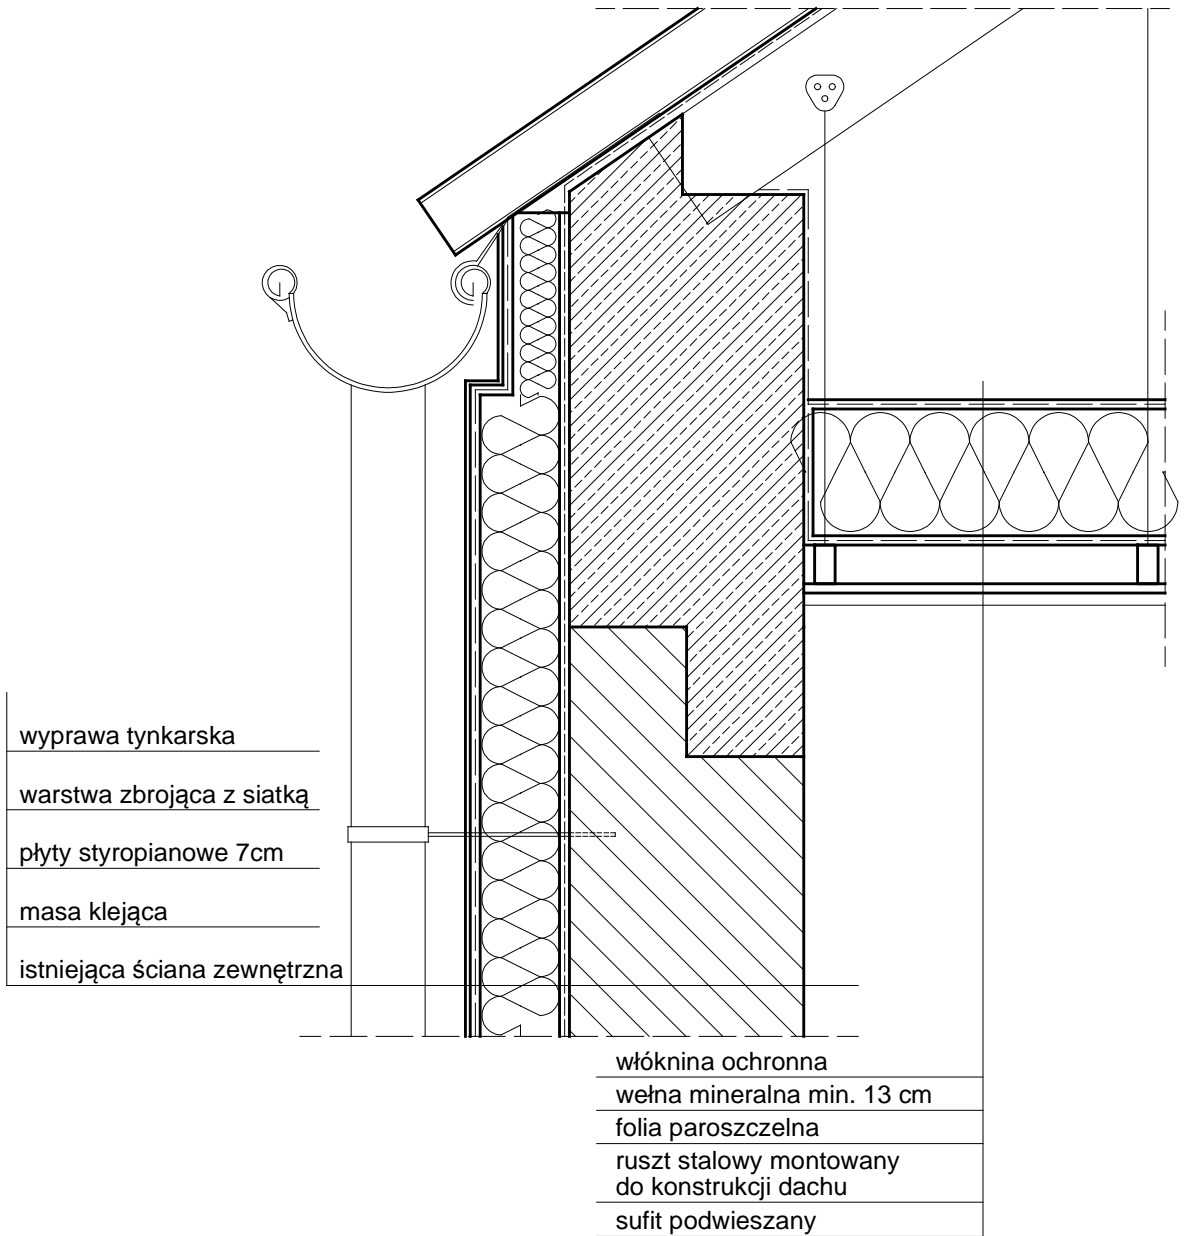 wyprawa tynkarska
warstwa zbrojąca z siatką
płyty styropianowe 7cm
masa klejąca
istniejąca ściana zewnętrzna
włóknina ochronna
wełna mineralna min. 13 cm
folia paroszczelna
ruszt stalowy montowany
do konstrukcji dachu
sufit podwieszany